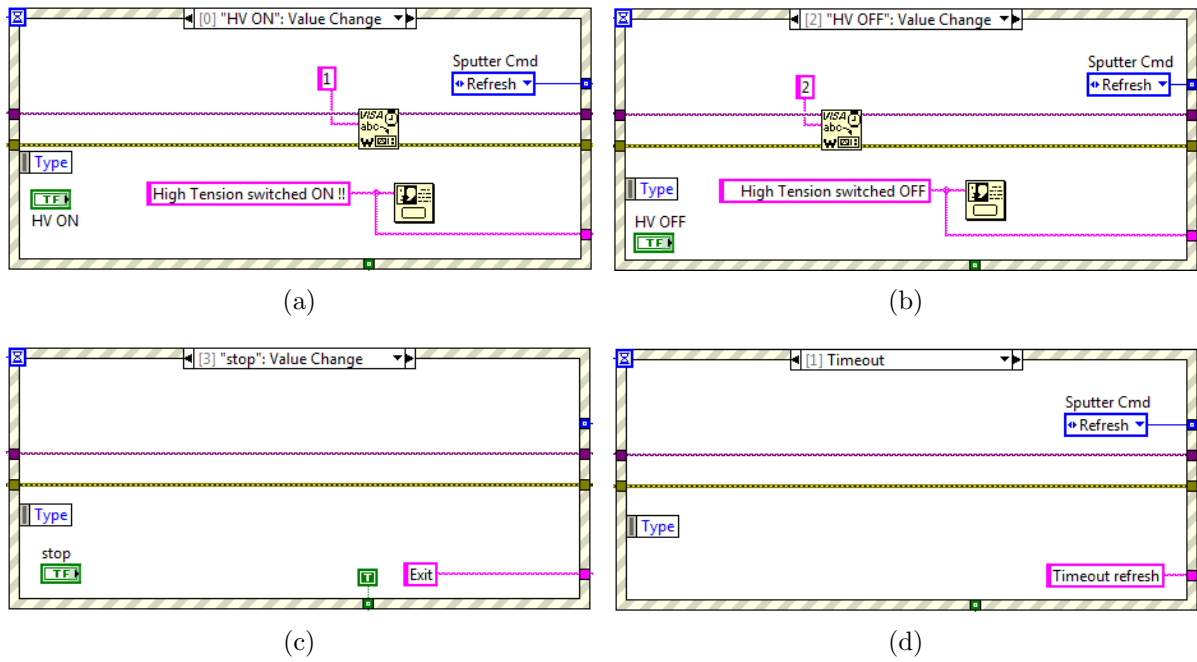 [0] "HV ON": Value Change
Sputter Cmd
Refresh
1
VISA
abc
W
Type
TF
HV ON
High Tension switched ON !!
(a)
[2] "HV OFF": Value Change
Sputter Cmd
Refresh
2
VISA
abc
W
Type
High Tension switched OFF
HV OFF
TF
(b)
[3] "stop": Value Change
Type
stop
TF
T
Exit
(c)
[1] Timeout
Sputter Cmd
Refresh
Type
Timeout refresh
(d)